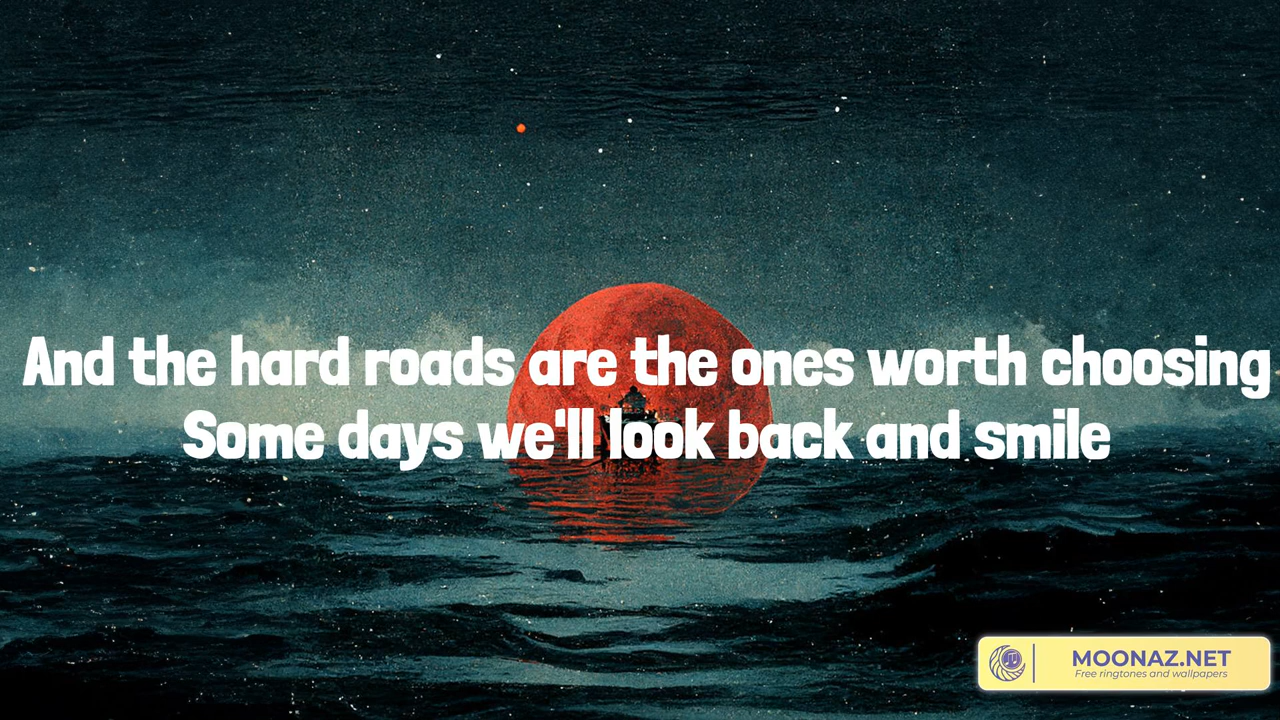 And the hard roads are the ones worth choosing
Some days we'll look back and smile
MOONAZ.NET
Free ringtones and wallpapers